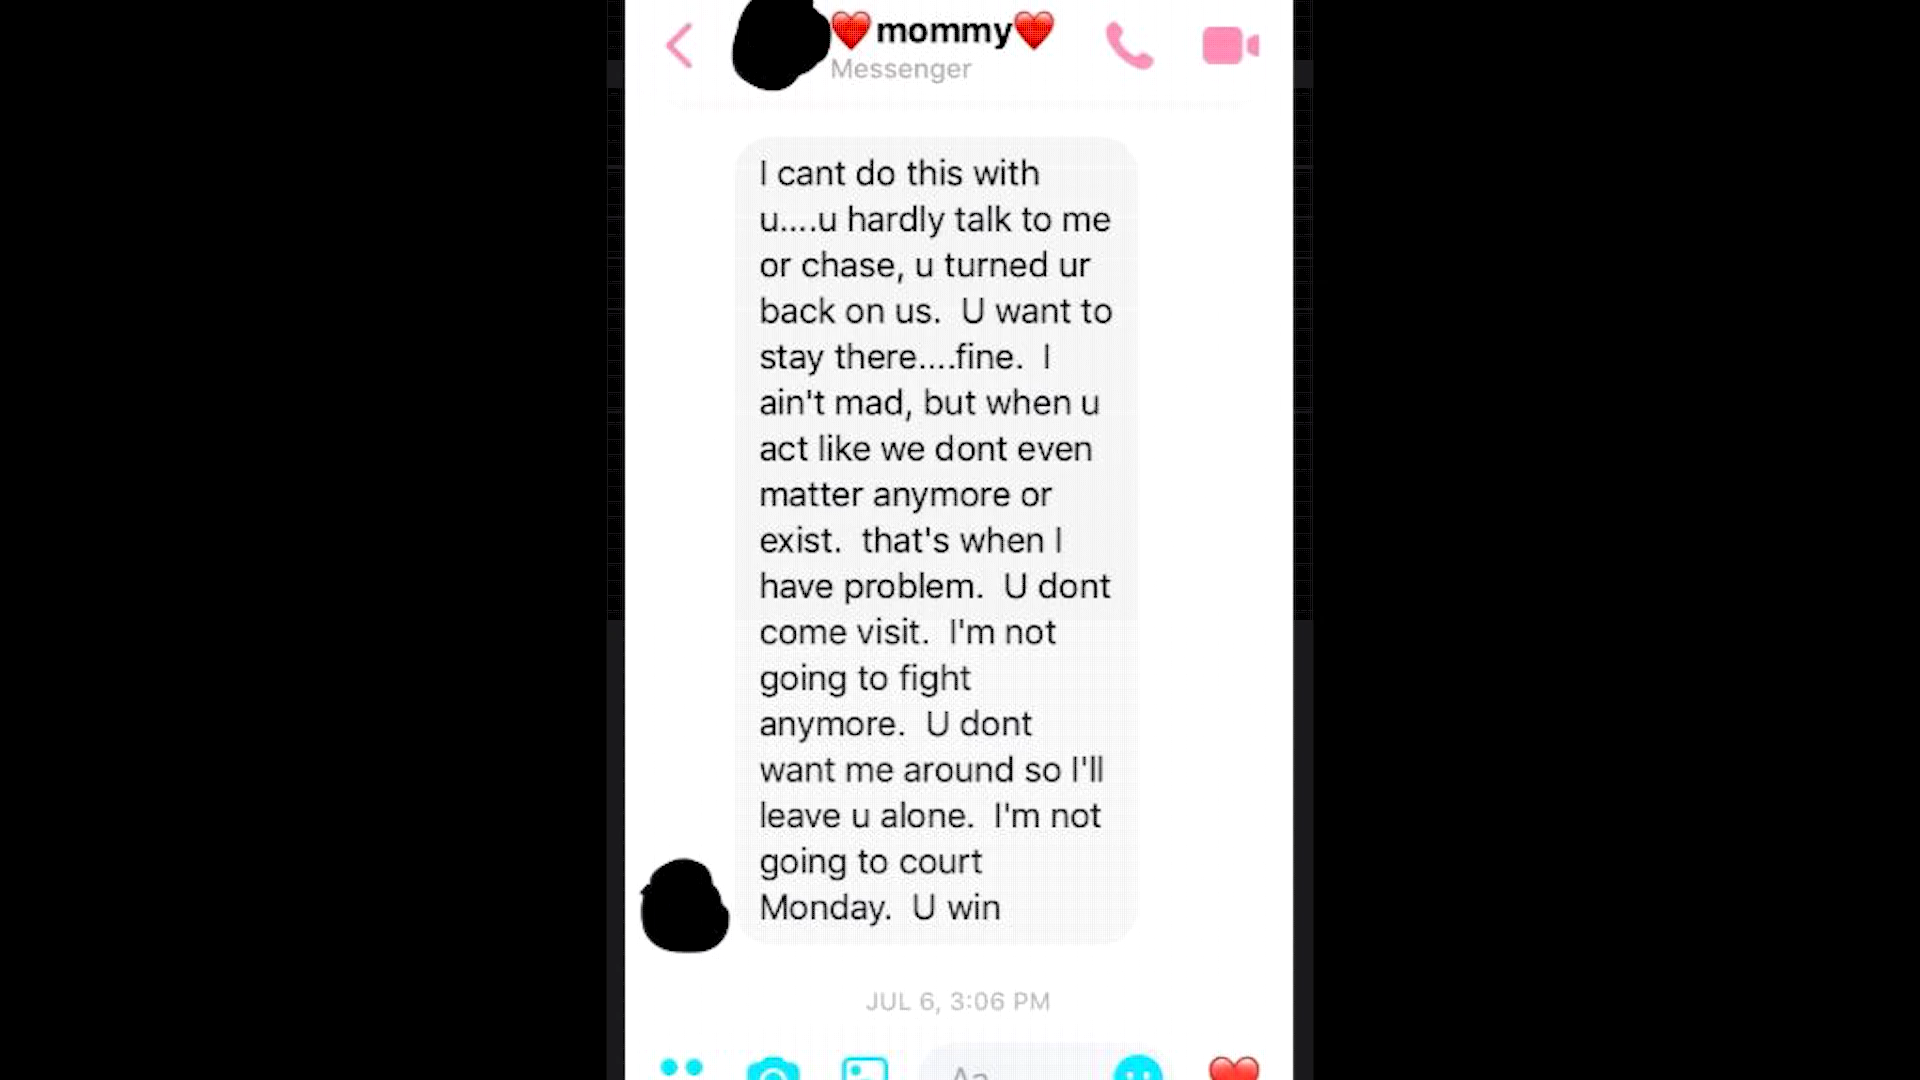 ❤️mommy❤️
Messenger
I cant do this with
u....u hardly talk to me
or chase, u turned ur
back on us.  U want to
stay there....fine.  I
ain't mad, but when u
act like we dont even
matter anymore or
exist.  that's when I
have problem.  U dont
come visit.  I'm not
going to fight
anymore.  U dont
want me around so I'll
leave u alone.  I'm not
going to court
Monday.  U win
JUL 6, 3:06 PM
Aa